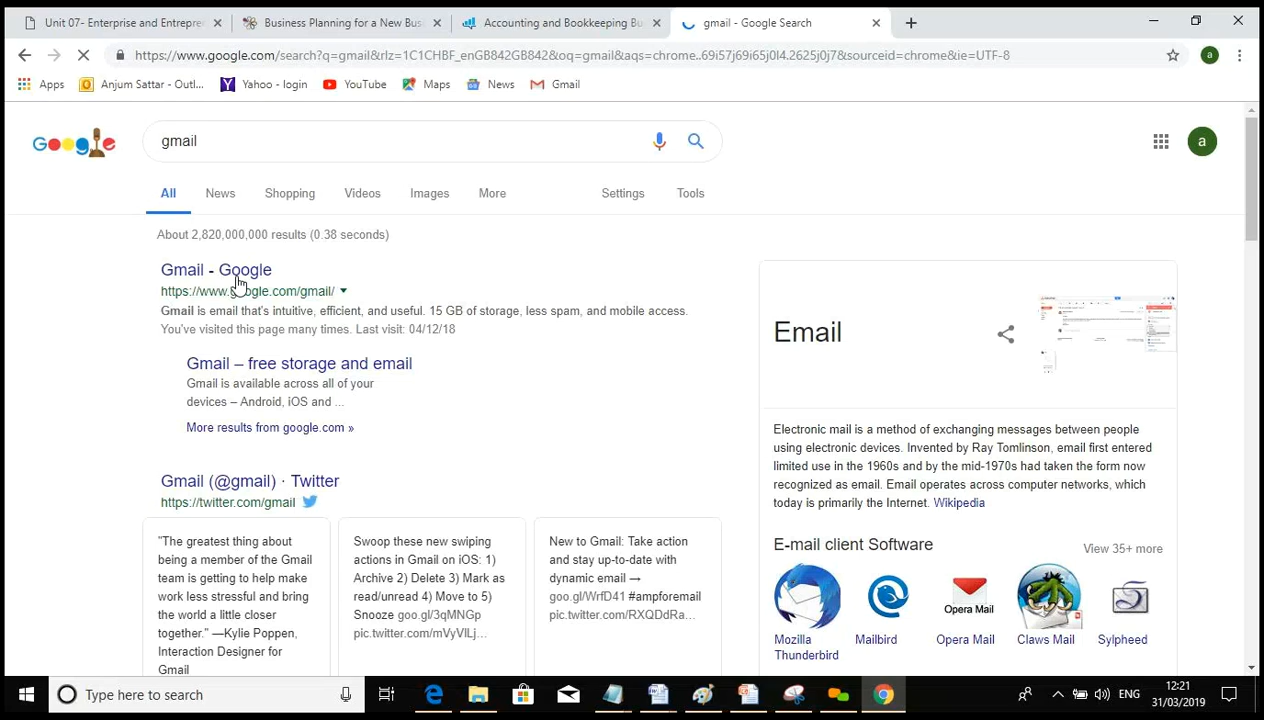 Unit 07- Enterprise and Entrepre
Business Planning for a New Bus
Accounting and Bookkeeping Bu
gmail - Google Search
https://www.google.com/search?q=gmail&rlz=1C1CHBF_enGB842GB842&oq=gmail&aqs=chrome..69i57j69i65j0l4.2625j0j7&sourceid=chrome&ie=UTF-8
a
Apps
Anjum Sattar - Outl...
Yahoo - login
YouTube
Maps
News
Gmail
Google
gmail
a
All
News
Shopping
Videos
Images
More
Settings
Tools
About 2,820,000,000 results (0.38 seconds)
Gmail - Google
https://www.google.com/gmail/
Gmail is email that's intuitive, efficient, and useful. 15 GB of storage, less spam, and mobile access.
You've visited this page many times. Last visit: 04/12/18
Gmail – free storage and email
Gmail is available across all of your
devices – Android, iOS and ...
More results from google.com »
Gmail (@gmail) · Twitter
https://twitter.com/gmail
"The greatest thing about
being a member of the Gmail
team is getting to help make
work less stressful and bring
the world a little closer
together." —Kylie Poppen,
Interaction Designer for
Gmail
Swoop these new swiping
actions in Gmail on iOS: 1)
Archive 2) Delete 3) Mark as
read/unread 4) Move to 5)
Snooze goo.gl/3qMNGp
pic.twitter.com/mVyVILj...
New to Gmail: Take action
and stay up-to-date with
dynamic email →
goo.gl/WrfD41 #ampforemail
pic.twitter.com/RXQDdRa...
Email
Electronic mail is a method of exchanging messages between people
using electronic devices. Invented by Ray Tomlinson, email first entered
limited use in the 1960s and by the mid-1970s had taken the form now
recognized as email. Email operates across computer networks, which
today is primarily the Internet. Wikipedia
E-mail client Software
View 35+ more
Opera Mail
Mozilla
Thunderbird
Mailbird
Opera Mail
Claws Mail
Sylpheed
Type here to search
ENG
12:21
31/03/2019